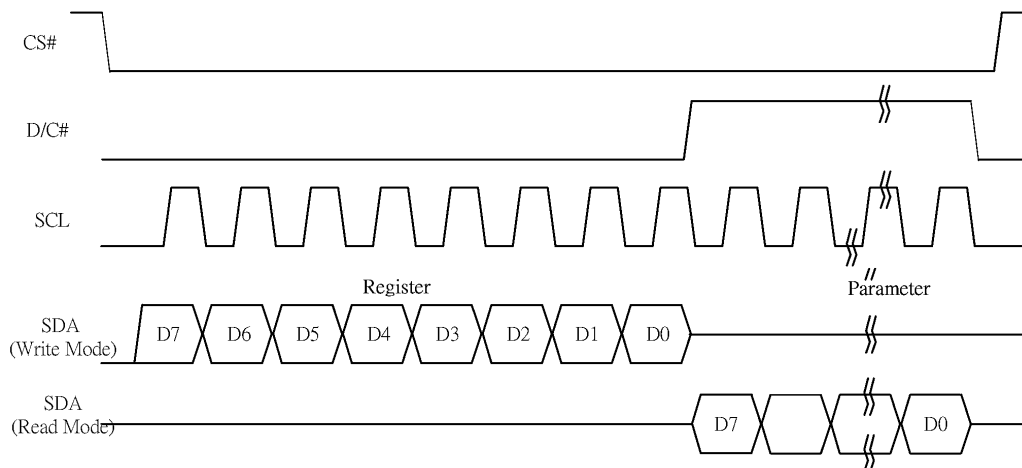 CS#
D/C#
SCL
Register
Parameter
SDA
(Write Mode)
D7 D6 D5 D4 D3 D2 D1 D0
SDA
(Read Mode)
D7 D0